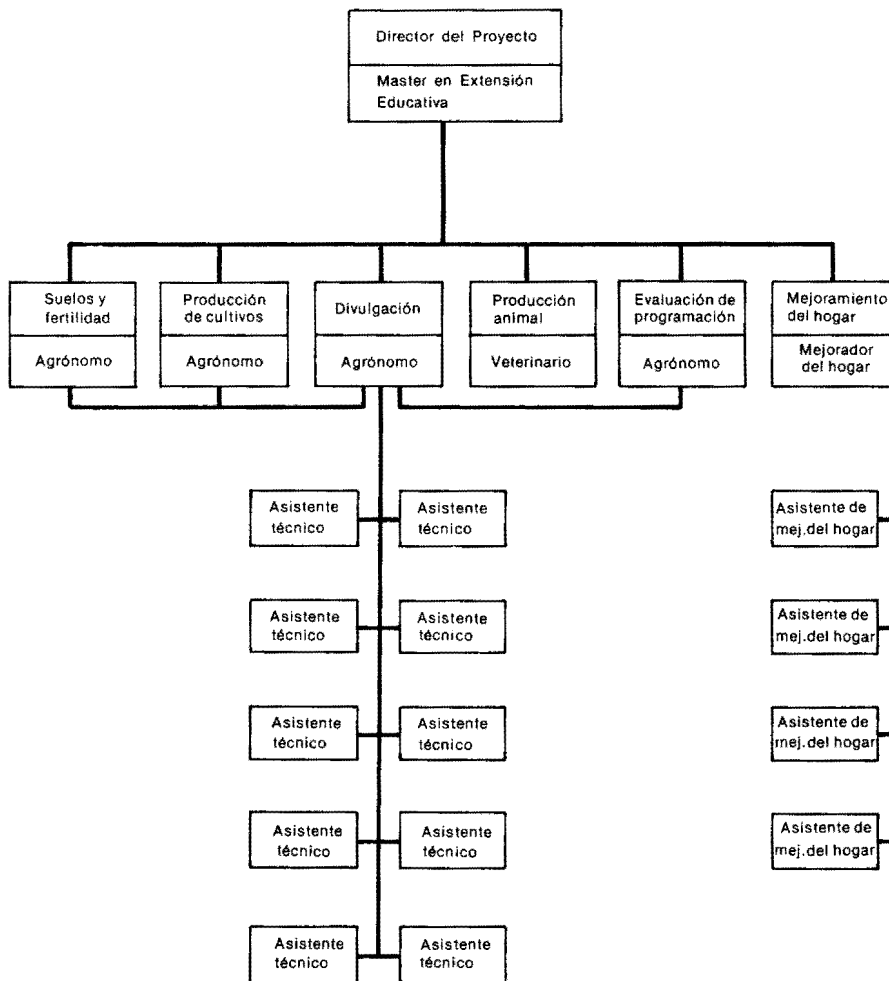 Director del Proyecto
Master en Extensión
Educativa
Suelos y
fertilidad
Agrónomo
Producción
de cultivos
Agrónomo
Divulgación
Agrónomo
Producción
animal
Veterinario
Evaluación de
programación
Agrónomo
Mejoramiento
del hogar
Mejorador
del hogar
Asistente
técnico
Asistente
técnico
Asistente de
mej.del hogar
Asistente
técnico
Asistente
técnico
Asistente de
mej.del hogar
Asistente
técnico
Asistente
técnico
Asistente de
mej.del hogar
Asistente
técnico
Asistente
técnico
Asistente de
mej.del hogar
Asistente
técnico
Asistente
técnico